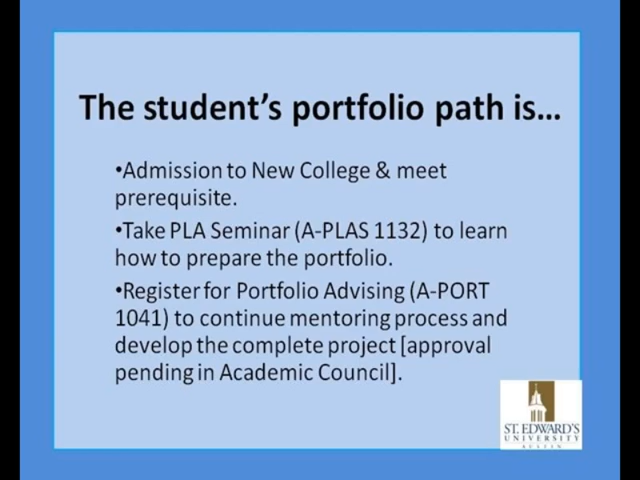 The student's portfolio path is...
•Admission to New College & meet
prerequisite.
•Take PLA Seminar (A-PLAS 1132) to learn
how to prepare the portfolio.
•Register for Portfolio Advising (A-PORT
1041) to continue mentoring process and
develop the complete project [approval
pending in Academic Council].
ST. EDWARD'S
UNIVERSITY
AUSTIN